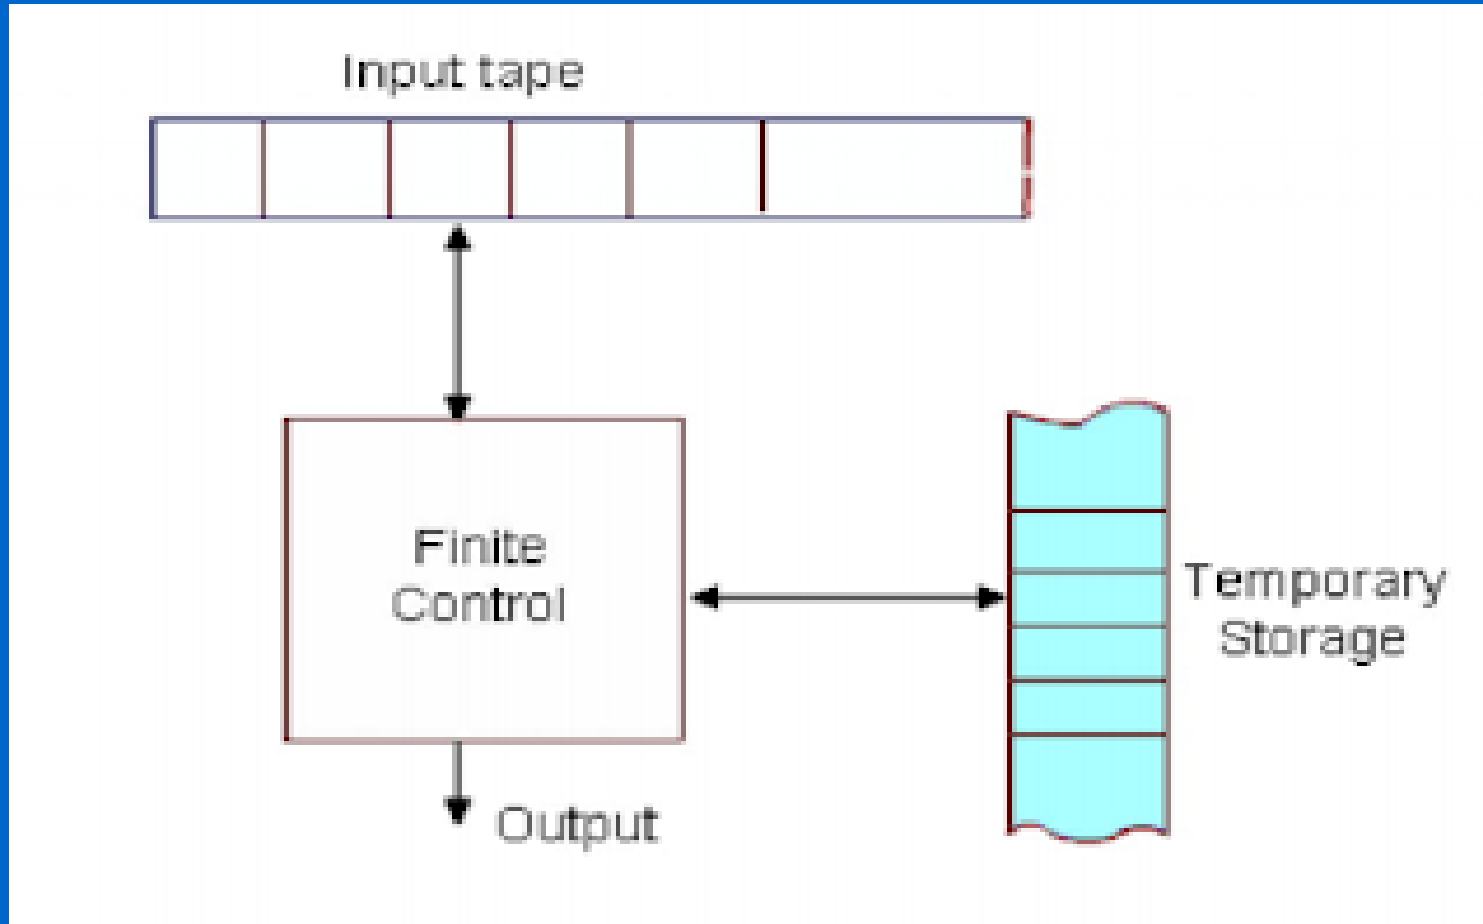 Input tape
Finite
Control
Temporary
Storage
Output